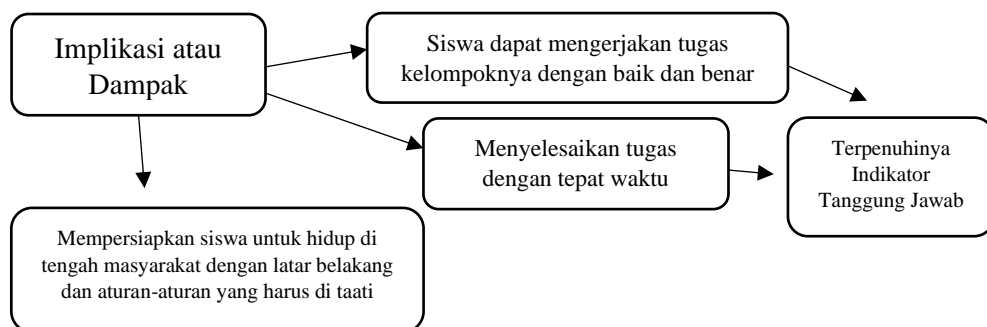 Implikasi atau
Dampak
Siswa dapat mengerjakan tugas
kelompoknya dengan baik dan benar
Menyelesaikan tugas
dengan tepat waktu
Terpenuhinya
Indikator
Tanggung Jawab
Mempersiapkan siswa untuk hidup di
tengah masyarakat dengan latar belakang
dan aturan-aturan yang harus di taati